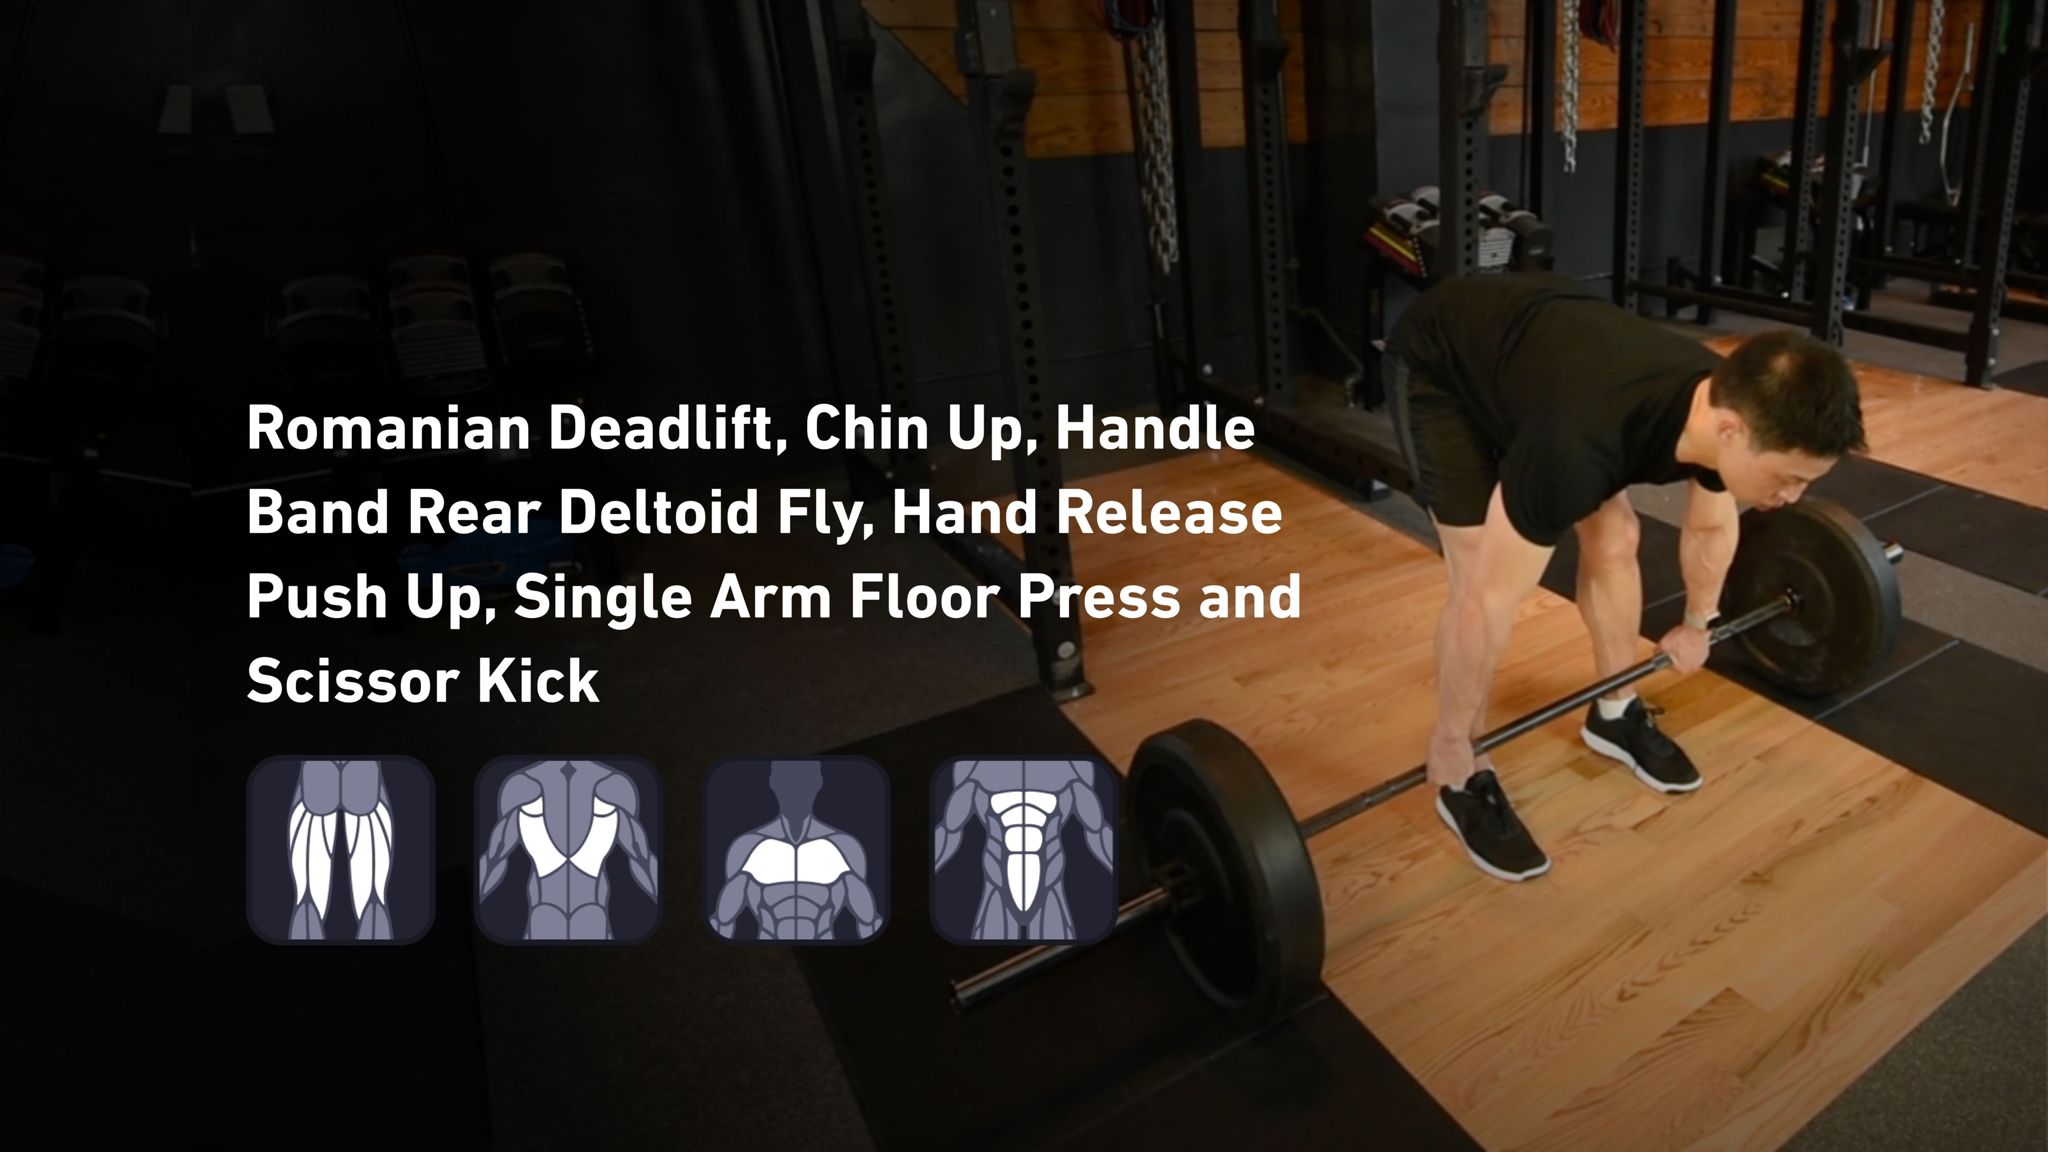 Romanian Deadlift, Chin Up, Handle
Band Rear Deltoid Fly, Hand Release
Push Up, Single Arm Floor Press and
Scissor Kick